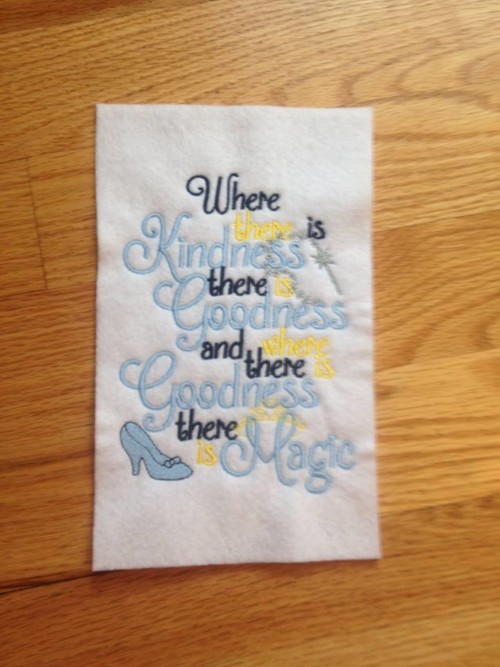 Where
there is
Kindness
there is
Goodness
and where
there is
Goodness
there
is Magic